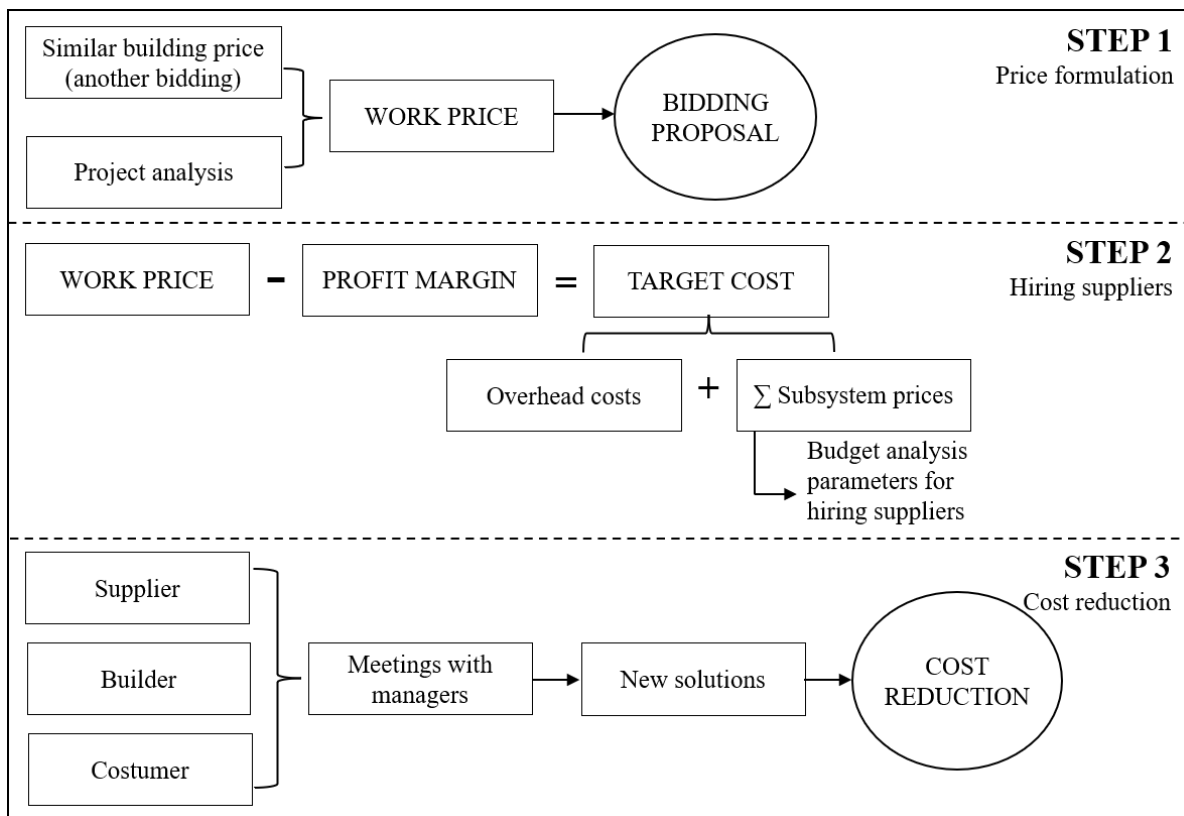 STEP 1
Price formulation
Similar building price
(another bidding)
Project analysis
WORK PRICE
BIDDING
PROPOSAL
STEP 2
Hiring suppliers
WORK PRICE
-
PROFIT MARGIN
=
TARGET COST
Overhead costs
+
∑ Subsystem prices
Budget analysis
parameters for
hiring suppliers
STEP 3
Cost reduction
Supplier
Builder
Costumer
Meetings with
managers
New solutions
COST
REDUCTION